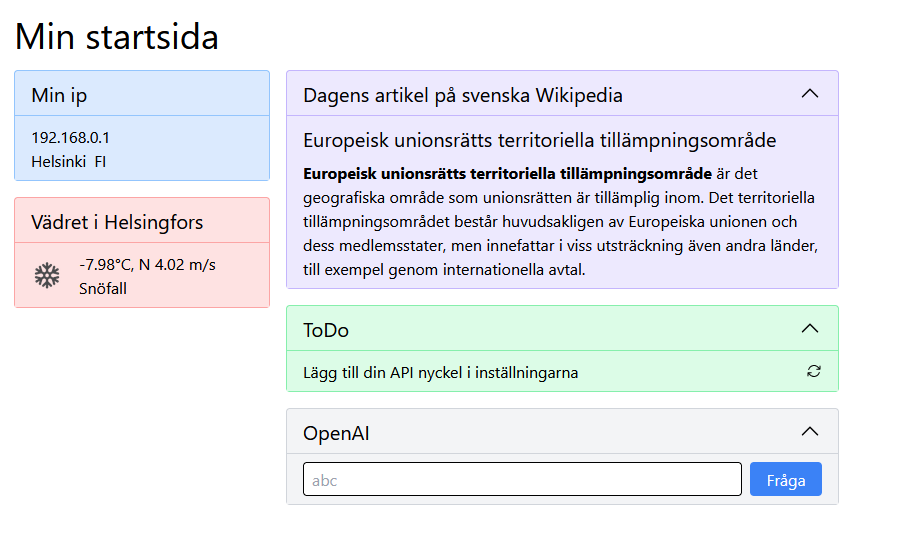 Min startsida
Min ip
192.168.0.1
Helsinki FI
Vädret i Helsingfors
-7.98°C, N 4.02 m/s
Snöfall
Dagens artikel på svenska Wikipedia
Europeisk unionsrätts territoriella tillämpningsområde
Europeisk unionsrätts territoriella tillämpningsområde är det
geografiska område som unionsrätten är tillämplig inom. Det territoriella
tillämpningsområdet består huvudsakligen av Europeiska unionen och
dess medlemsstater, men innefattar i viss utsträckning även andra länder,
till exempel genom internationella avtal.
ToDo
Lägg till din API nyckel i inställningarna
OpenAI
abc
Fråga